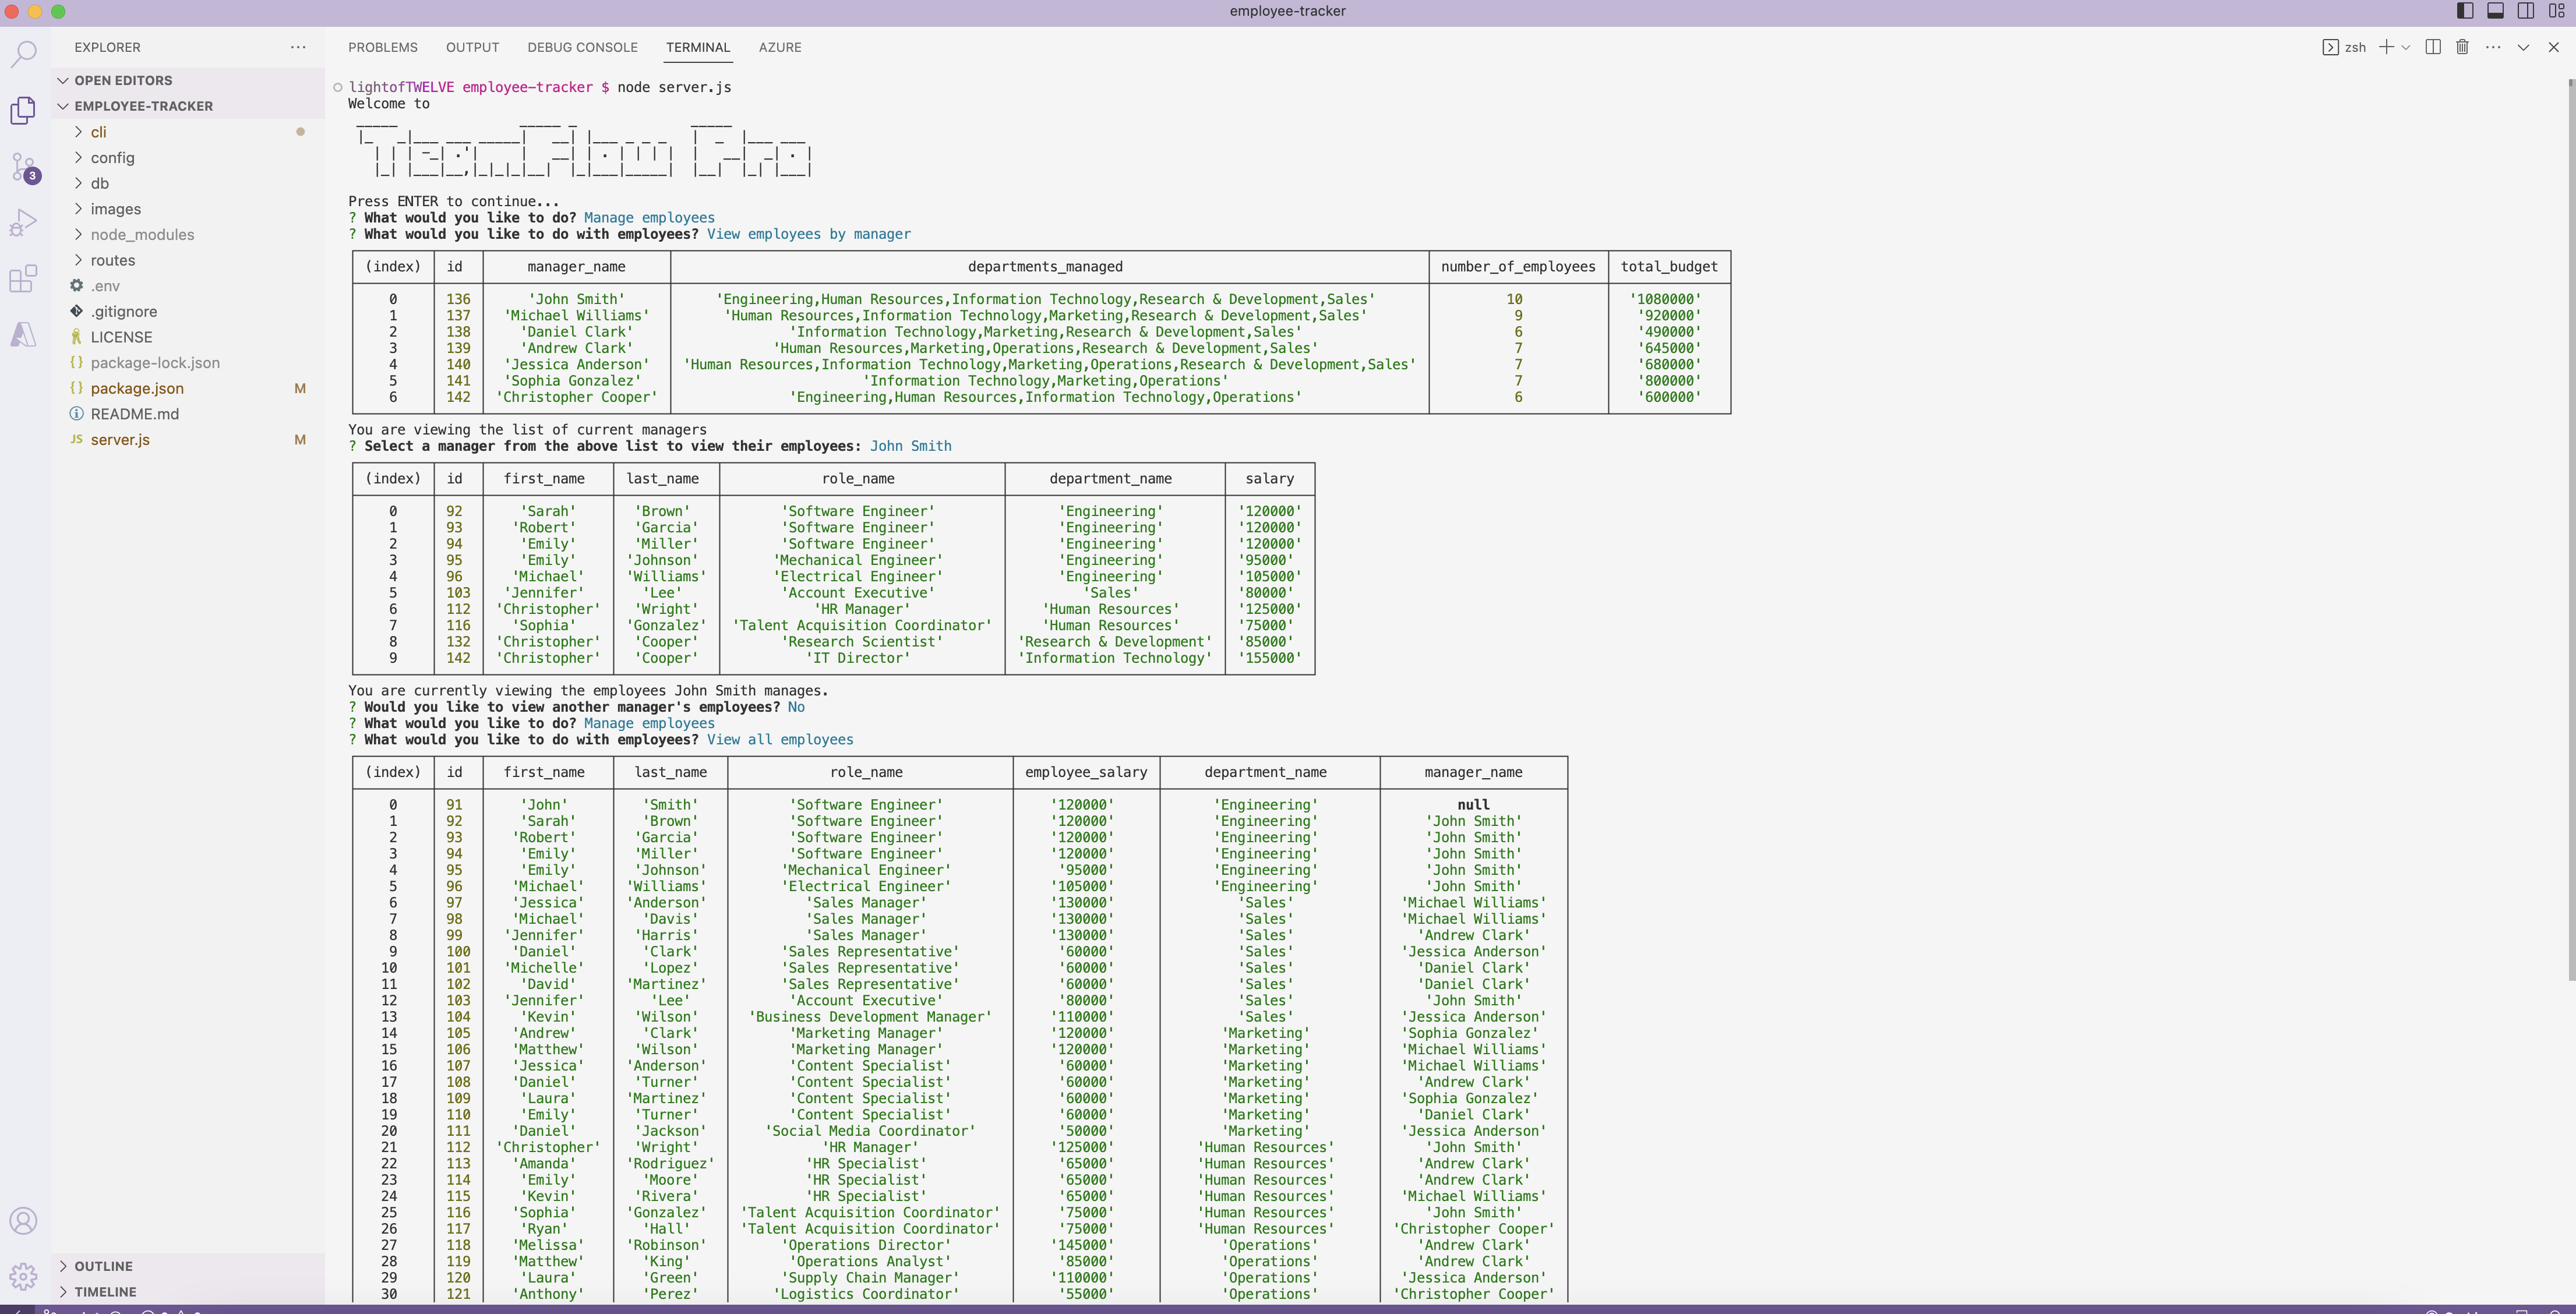 employee-tracker
EXPLORER
OPEN EDITORS
EMPLOYEE-TRACKER
cli
config
db
images
node_modules
routes
.env
.gitignore
LICENSE
package-lock.json
package.json M
README.md
server.js M
OUTLINE
TIMELINE
3
PROBLEMS OUTPUT DEBUG CONSOLE TERMINAL AZURE
zsh
lightofTWELVE employee-tracker $ node server.js
Welcome to
TeamFlow Pro
Press ENTER to continue...
? What would you like to do? Manage employees
? What would you like to do with employees? View employees by manager
(index) id manager_name departments_managed number_of_employees total_budget
0 136 'John Smith' 'Engineering,Human Resources,Information Technology,Research & Development,Sales' 10 '1080000'
1 137 'Michael Williams' 'Human Resources,Information Technology,Marketing,Research & Development,Sales' 9 '920000'
2 138 'Daniel Clark' 'Information Technology,Marketing,Research & Development,Sales' 6 '490000'
3 139 'Andrew Clark' 'Human Resources,Marketing,Operations,Research & Development,Sales' 7 '645000'
4 140 'Jessica Anderson' 'Human Resources,Information Technology,Marketing,Operations,Research & Development,Sales' 7 '680000'
5 141 'Sophia Gonzalez' 'Information Technology,Marketing,Operations' 7 '800000'
6 142 'Christopher Cooper' 'Engineering,Human Resources,Information Technology,Operations' 6 '600000'
You are viewing the list of current managers
? Select a manager from the above list to view their employees: John Smith
(index) id first_name last_name role_name department_name salary
0 92 'Sarah' 'Brown' 'Software Engineer' 'Engineering' '120000'
1 93 'Robert' 'Garcia' 'Software Engineer' 'Engineering' '120000'
2 94 'Emily' 'Miller' 'Software Engineer' 'Engineering' '120000'
3 95 'Emily' 'Johnson' 'Mechanical Engineer' 'Engineering' '95000'
4 96 'Michael' 'Williams' 'Electrical Engineer' 'Engineering' '105000'
5 103 'Jennifer' 'Lee' 'Account Executive' 'Sales' '80000'
6 112 'Christopher' 'Wright' 'HR Manager' 'Human Resources' '125000'
7 116 'Sophia' 'Gonzalez' 'Talent Acquisition Coordinator' 'Human Resources' '75000'
8 132 'Christopher' 'Cooper' 'Research Scientist' 'Research & Development' '85000'
9 142 'Christopher' 'Cooper' 'IT Director' 'Information Technology' '155000'
You are currently viewing the employees John Smith manages.
? Would you like to view another manager's employees? No
? What would you like to do? Manage employees
? What would you like to do with employees? View all employees
(index) id first_name last_name role_name employee_salary department_name manager_name
0 91 'John' 'Smith' 'Software Engineer' '120000' 'Engineering' null
1 92 'Sarah' 'Brown' 'Software Engineer' '120000' 'Engineering' 'John Smith'
2 93 'Robert' 'Garcia' 'Software Engineer' '120000' 'Engineering' 'John Smith'
3 94 'Emily' 'Miller' 'Software Engineer' '120000' 'Engineering' 'John Smith'
4 95 'Emily' 'Johnson' 'Mechanical Engineer' '95000' 'Engineering' 'John Smith'
5 96 'Michael' 'Williams' 'Electrical Engineer' '105000' 'Engineering' 'John Smith'
6 97 'Jessica' 'Anderson' 'Sales Manager' '130000' 'Sales' 'Michael Williams'
7 98 'Michael' 'Davis' 'Sales Manager' '130000' 'Sales' 'Michael Williams'
8 99 'Jennifer' 'Harris' 'Sales Manager' '130000' 'Sales' 'Andrew Clark'
9 100 'Daniel' 'Clark' 'Sales Representative' '60000' 'Sales' 'Jessica Anderson'
10 101 'Michelle' 'Lopez' 'Sales Representative' '60000' 'Sales' 'Daniel Clark'
11 102 'David' 'Martinez' 'Sales Representative' '60000' 'Sales' 'Daniel Clark'
12 103 'Jennifer' 'Lee' 'Account Executive' '80000' 'Sales' 'John Smith'
13 104 'Kevin' 'Wilson' 'Business Development Manager' '110000' 'Sales' 'Jessica Anderson'
14 105 'Andrew' 'Clark' 'Marketing Manager' '120000' 'Marketing' 'Sophia Gonzalez'
15 106 'Matthew' 'Wilson' 'Marketing Manager' '120000' 'Marketing' 'Michael Williams'
16 107 'Jessica' 'Anderson' 'Content Specialist' '60000' 'Marketing' 'Michael Williams'
17 108 'Daniel' 'Turner' 'Content Specialist' '60000' 'Marketing' 'Andrew Clark'
18 109 'Laura' 'Martinez' 'Content Specialist' '60000' 'Marketing' 'Sophia Gonzalez'
19 110 'Emily' 'Turner' 'Content Specialist' '60000' 'Marketing' 'Daniel Clark'
20 111 'Daniel' 'Jackson' 'Social Media Coordinator' '50000' 'Marketing' 'Jessica Anderson'
21 112 'Christopher' 'Wright' 'HR Manager' '125000' 'Human Resources' 'John Smith'
22 113 'Amanda' 'Rodriguez' 'HR Specialist' '65000' 'Human Resources' 'Andrew Clark'
23 114 'Emily' 'Moore' 'HR Specialist' '65000' 'Human Resources' 'Andrew Clark'
24 115 'Kevin' 'Rivera' 'HR Specialist' '65000' 'Human Resources' 'Michael Williams'
25 116 'Sophia' 'Gonzalez' 'Talent Acquisition Coordinator' '75000' 'Human Resources' 'John Smith'
26 117 'Ryan' 'Hall' 'Talent Acquisition Coordinator' '75000' 'Human Resources' 'Christopher Cooper'
27 118 'Melissa' 'Robinson' 'Operations Director' '145000' 'Operations' 'Andrew Clark'
28 119 'Matthew' 'King' 'Operations Analyst' '85000' 'Operations' 'Andrew Clark'
29 120 'Laura' 'Green' 'Supply Chain Manager' '110000' 'Operations' 'Jessica Anderson'
30 121 'Anthony' 'Perez' 'Logistics Coordinator' '55000' 'Operations' 'Christopher Cooper'